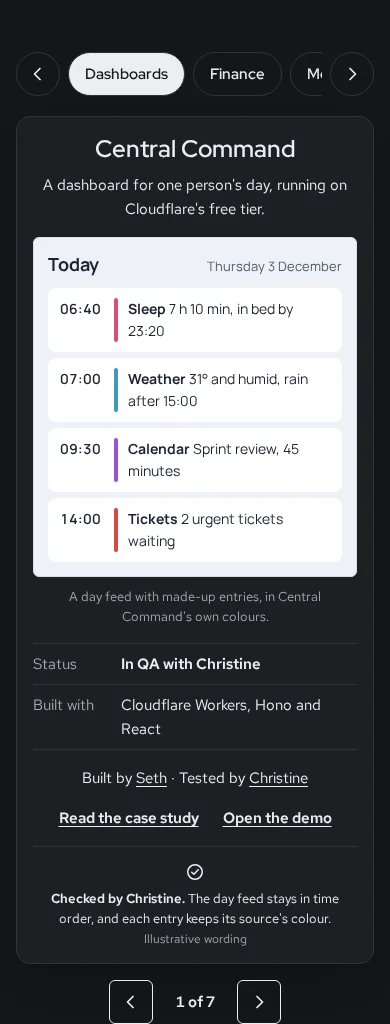 Dashboards
Finance
Central Command
A dashboard for one person's day, running on
Cloudflare's free tier.
Today
Thursday 3 December
06:40
Sleep 7 h 10 min, in bed by
23:20
07:00
Weather 31° and humid, rain
after 15:00
09:30
Calendar Sprint review, 45
minutes
14:00
Tickets 2 urgent tickets
waiting
A day feed with made-up entries, in Central
Command's own colours.
Status
In QA with Christine
Built with
Cloudflare Workers, Hono and
React
Built by Seth · Tested by Christine
Read the case study
Open the demo
Checked by Christine. The day feed stays in time
order, and each entry keeps its source's colour.
Illustrative wording
1 of 7